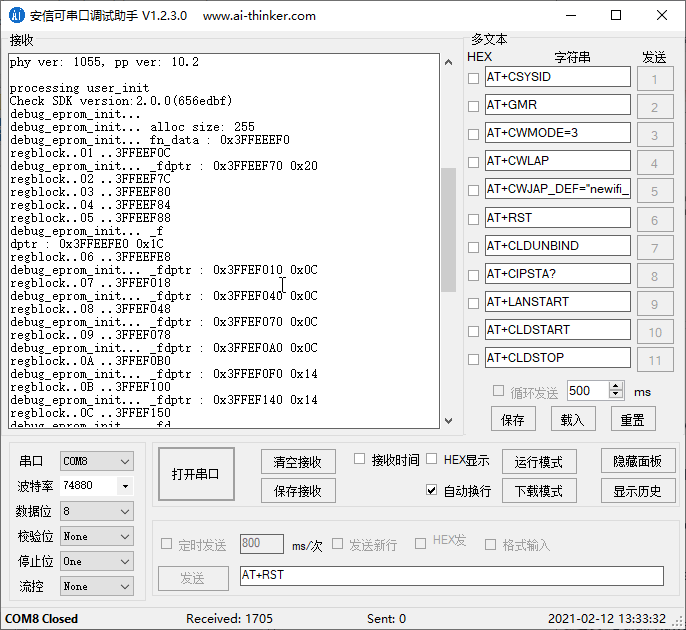 安信可串口调试助手 V1.2.3.0 www.ai-thinker.com
接收
phy ver: 1055, pp ver: 10.2
processing user_init
Check SDK version:2.0.0(656edbf)
debug_eprom_init...
debug_eprom_init... alloc size: 255
debug_eprom_init... fn_data : 0x3FFEEEF0
regblock..01 ..3FFEEF0C
debug_eprom_init... _fdptr : 0x3FFEEF70 0x20
regblock..02 ..3FFEEF7C
regblock..03 ..3FFEEF80
regblock..04 ..3FFEEF84
regblock..05 ..3FFEEF88
debug_eprom_init... _f
dptr : 0x3FFEEFE0 0x1C
regblock..06 ..3FFEEFE8
debug_eprom_init... _fdptr : 0x3FFEF010 0x0C
regblock..07 ..3FFEF018
debug_eprom_init... _fdptr : 0x3FFEF040 0x0C
regblock..08 ..3FFEF048
debug_eprom_init... _fdptr : 0x3FFEF070 0x0C
regblock..09 ..3FFEF078
debug_eprom_init... _fdptr : 0x3FFEF0A0 0x0C
regblock..0A ..3FFEF0B0
debug_eprom_init... _fdptr : 0x3FFEF0F0 0x14
regblock..0B ..3FFEF100
debug_eprom_init... _fdptr : 0x3FFEF140 0x14
regblock..0C ..3FFEF150
debug_eprom_init... _fd
多文本
HEX 字符串 发送
AT+CSYSID 1
AT+GMR 2
AT+CWMODE=3 3
AT+CWLAP 4
AT+CWJAP_DEF="newifi_ 5
AT+RST 6
AT+CLDUNBIND 7
AT+CIPSTA? 8
AT+LANSTART 9
AT+CLDSTART 10
AT+CLDSTOP 11
循环发送 500 ms
保存 载入 重置
串口 COM8
波特率 74880
数据位 8
校验位 None
停止位 One
流控 None
打开串口
清空接收 接收时间 HEX显示 运行模式 隐藏面板
保存接收 自动换行 下载模式 显示历史
定时发送 800 ms/次 发送新行 HEX发 格式输入
发送 AT+RST
COM8 Closed Received: 1705 Sent: 0 2021-02-12 13:33:32